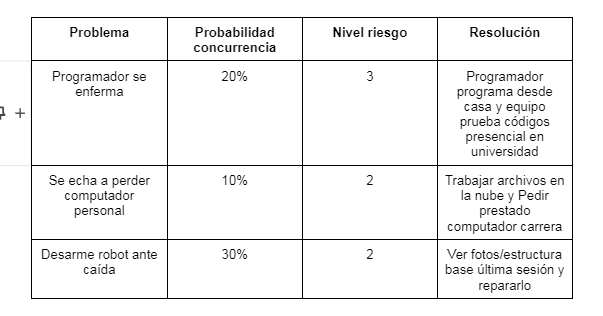 Problema
Probabilidad
concurrencia
Nivel riesgo
Resolución
Programador se
enferma
20%
3
Programador
programa desde
casa y equipo
prueba códigos
presencial en
universidad
Se echa a perder
computador
personal
10%
2
Trabajar archivos en
la nube y Pedir
prestado
computador carrera
Desarme robot ante
caída
30%
2
Ver fotos/estructura
base última sesión y
repararlo